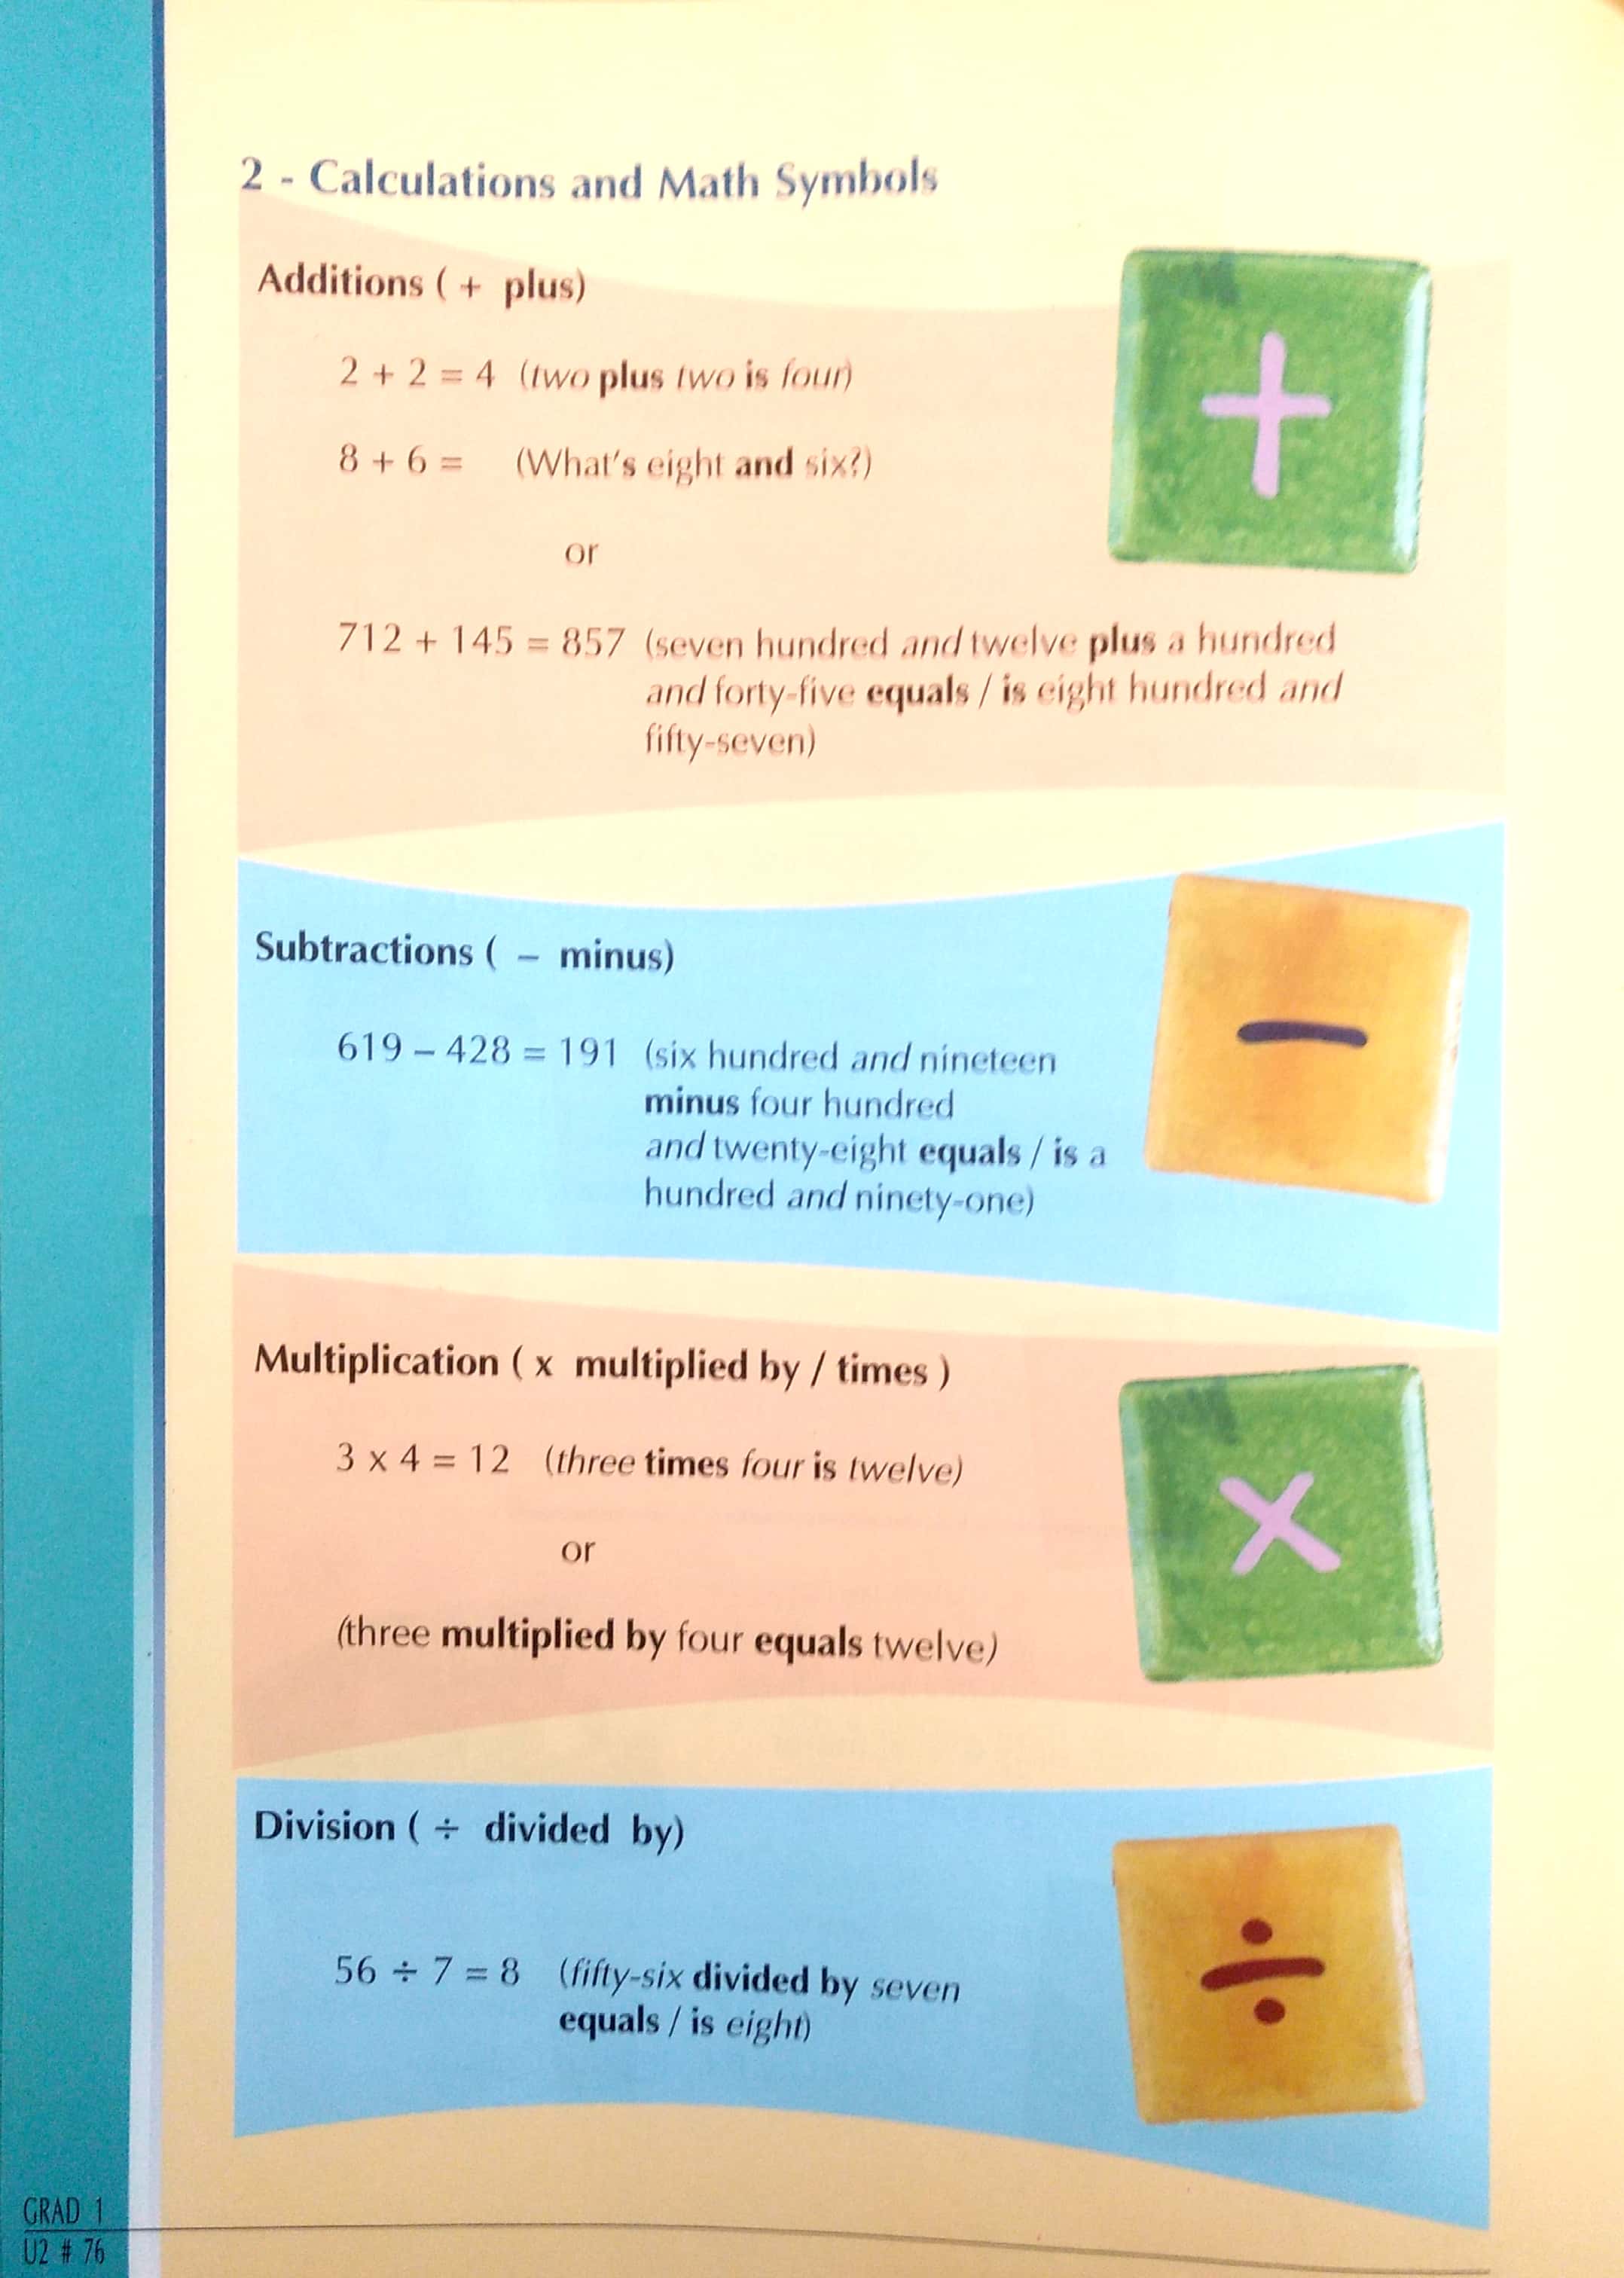 2 - Calculations and Math Symbols
Additions ( + plus)
2 + 2 = 4 (two plus two is four)
8 + 6 = (What's eight and six?)
or
712 + 145 = 857 (seven hundred and twelve plus a hundred
and forty-five equals / is eight hundred and
fifty-seven)
+
Subtractions ( – minus)
619 – 428 = 191 (six hundred and nineteen
minus four hundred
and twenty-eight equals / is a
hundred and ninety-one)
–
Multiplication ( x multiplied by / times )
3 x 4 = 12 (three times four is twelve)
or
(three multiplied by four equals twelve)
×
Division ( ÷ divided by)
56 ÷ 7 = 8 (fifty-six divided by seven
equals / is eight)
÷
GRAD 1
U2 # 76